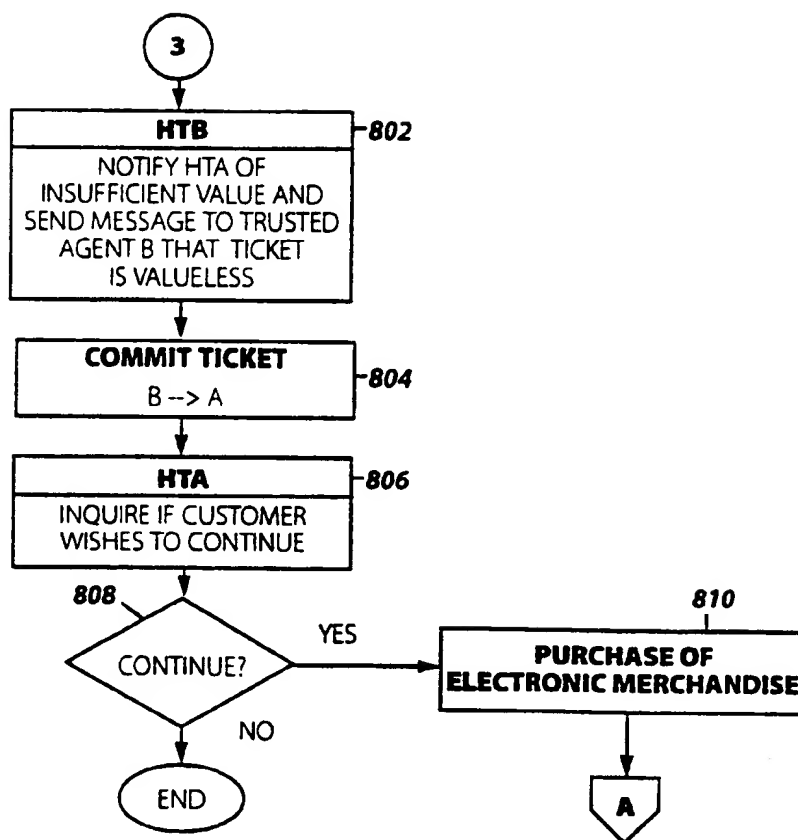 3
HTB
802
NOTIFY HTA OF
INSUFFICIENT VALUE AND
SEND MESSAGE TO TRUSTED
AGENT B THAT TICKET
IS VALUELESS
COMMIT TICKET
804
B --> A
HTA
806
INQUIRE IF CUSTOMER
WISHES TO CONTINUE
808
810
YES
CONTINUE?
PURCHASE OF
ELECTRONIC MERCHANDISE
NO
END
A